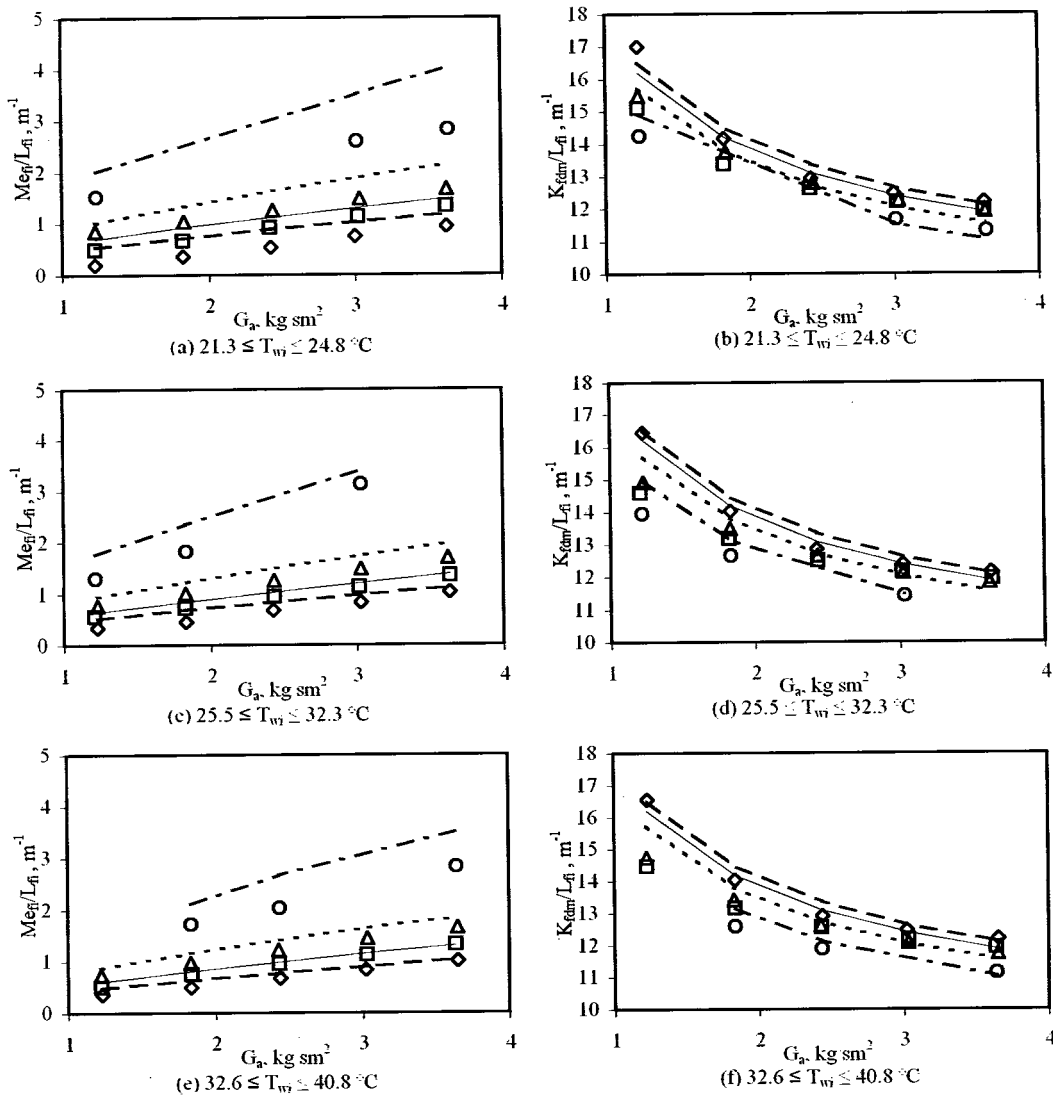 5
4
3
2
1
0
Me_fi/L_fi, m^-1
1 2 3 4
G_a, kg sm^2
(a) 21.3 ≤ T_wi ≤ 24.8 °C
18
17
16
15
14
13
12
11
10
K_fdm/L_fi, m^-1
1 2 3 4
G_a, kg sm^2
(b) 21.3 ≤ T_wi ≤ 24.8 °C
5
4
3
2
1
0
Me_fi/L_fi, m^-1
1 2 3 4
G_a, kg sm^2
(c) 25.5 ≤ T_wi ≤ 32.3 °C
18
17
16
15
14
13
12
11
10
K_fdm/L_fi, m^-1
1 2 3 4
G_a, kg sm^2
(d) 25.5 ≤ T_wi ≤ 32.3 °C
5
4
3
2
1
0
Me_fi/L_fi, m^-1
1 2 3 4
G_a, kg sm^2
(e) 32.6 ≤ T_wi ≤ 40.8 °C
18
17
16
15
14
13
12
11
10
K_fdm/L_fi, m^-1
1 2 3 4
G_a, kg sm^2
(f) 32.6 ≤ T_wi ≤ 40.8 °C